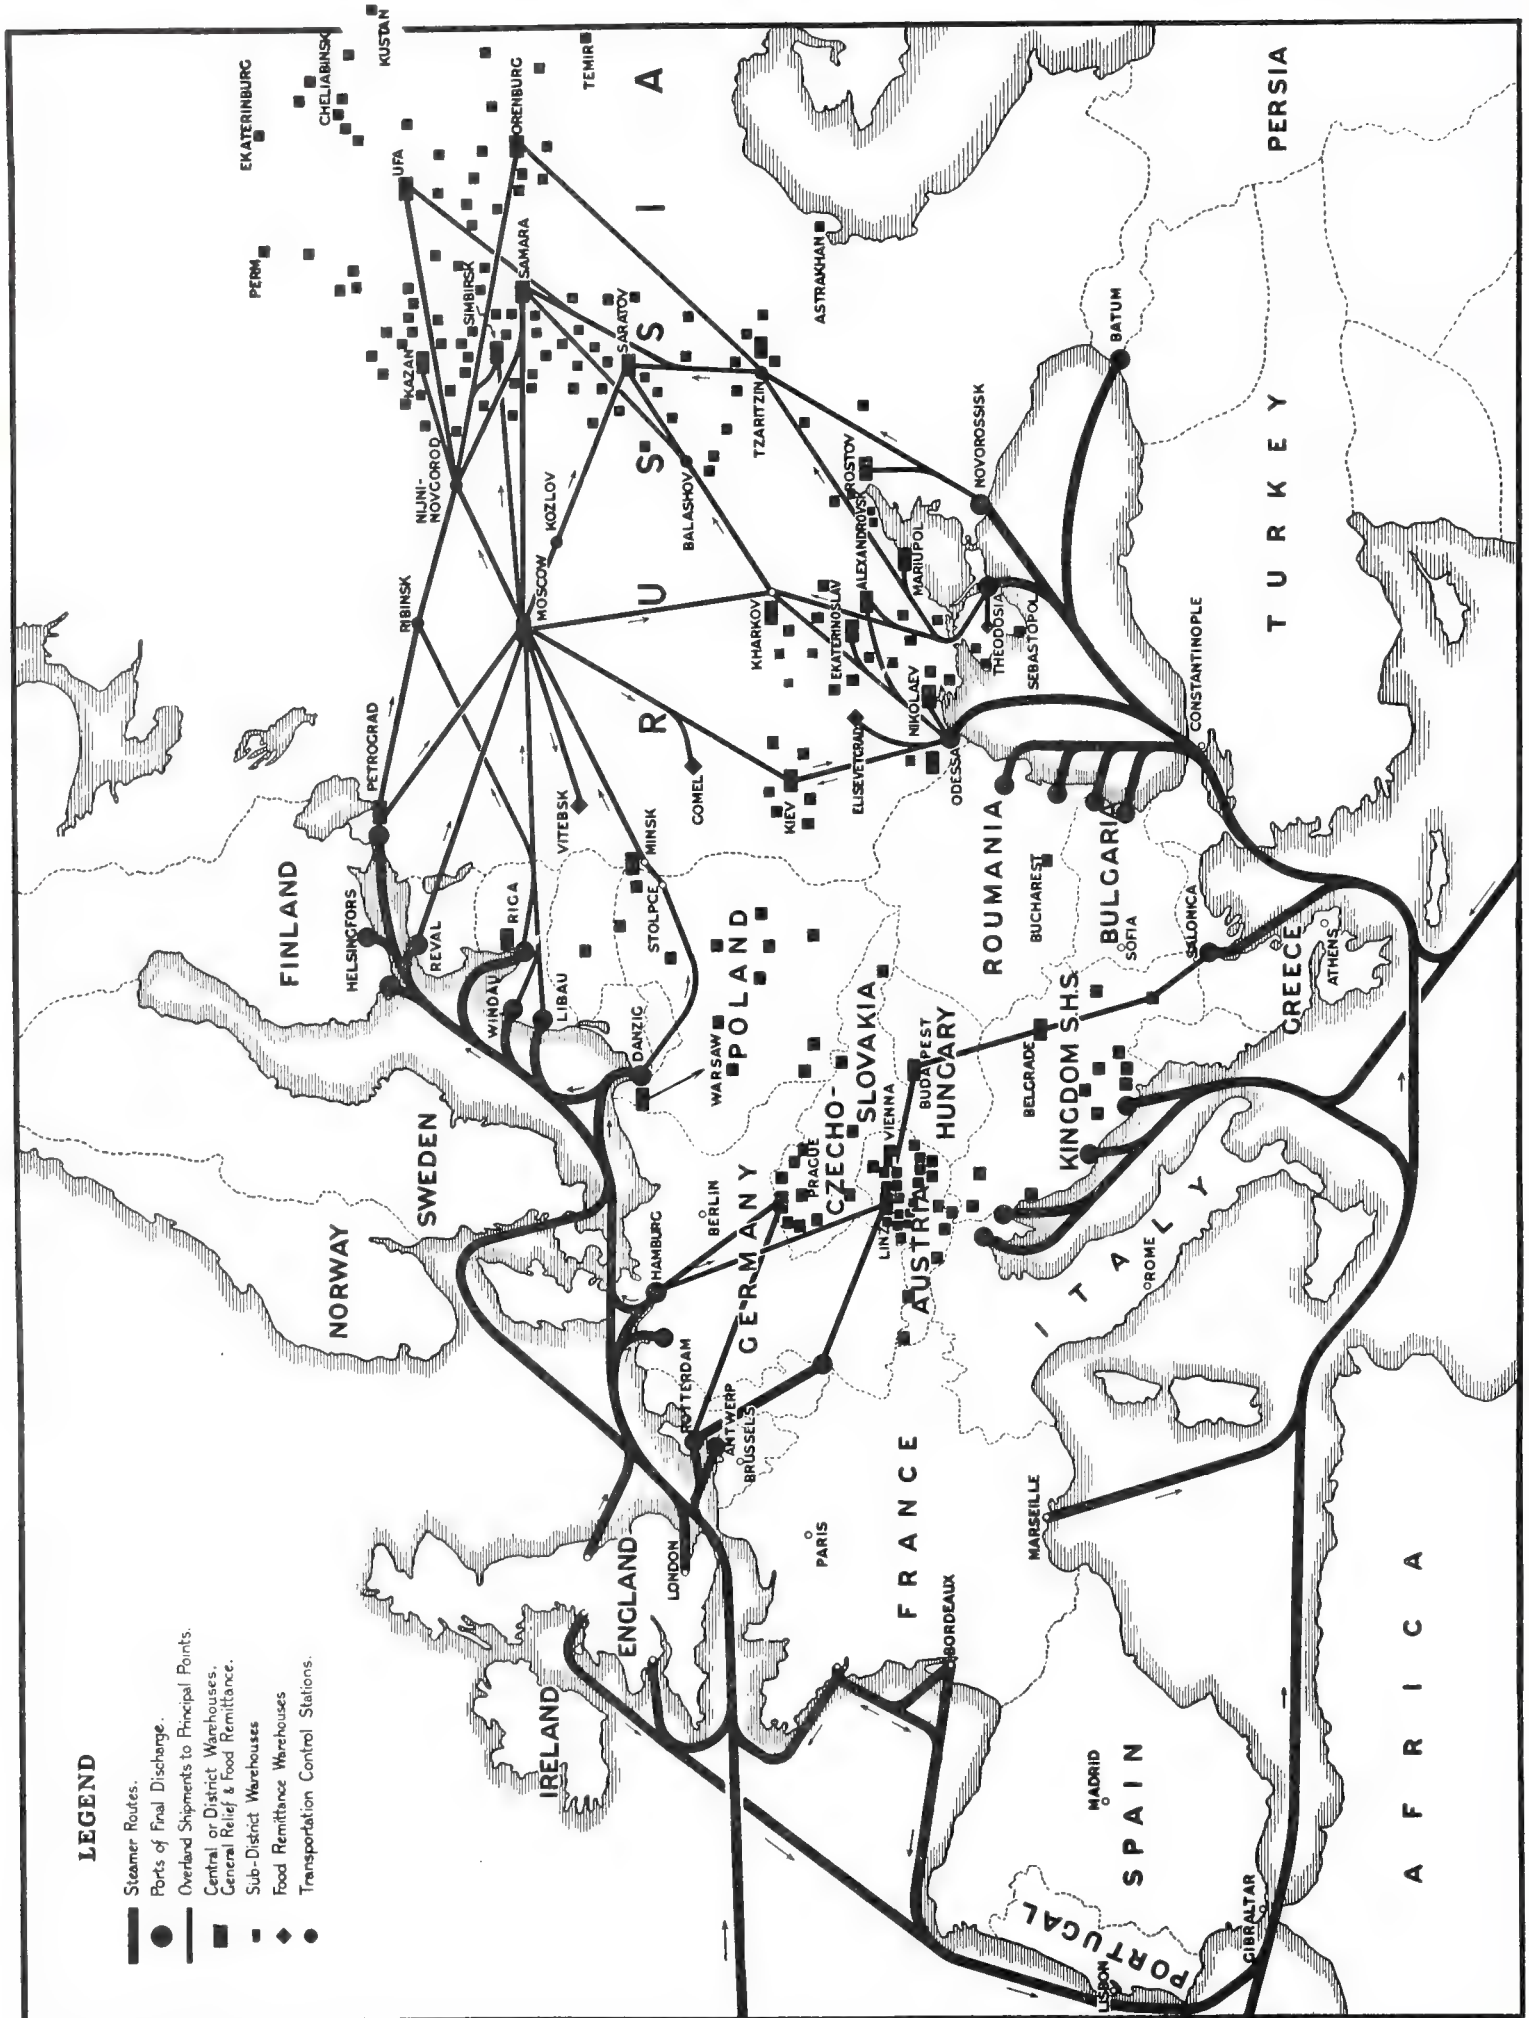 LEGEND
Steamer Routes.
Ports of Final Discharge.
Overland Shipments to Principal Points.
Central or District Warehouses.
General Relief & Food Remittance.
Sub-District Warehouses
Food Remittance Warehouses
Transportation Control Stations.
IRELAND
ENGLAND
LONDON
NORWAY
SWEDEN
FINLAND
HELSINGFORS
PETROGRAD
REVAL
RIGA
WINDAU
LIBAU
DANZIG
RIBINSK
NIJNI-
NOVGOROD
MOSCOW
KOZLOV
KAZAN
SIMBIRSK
SAMARA
UFA
PERM
EKATERINBURG
CHELIABINSK
KUSTAN
ORENBURG
TEMIR
SARATOV
BALASHOV
TZARITZIN
ASTRAKHAN
RUSSIA
VITEBSK
GOMEL
MINSK
STOLPCE
KIEV
KHARKOV
EKATERINOSLAV
ELISEVETGRAD
ALEXANDROVSK
ROSTOV
MARIUPOL
NIKOLAEV
ODESSA
THEODOSIA
SEBASTOPOL
NOVOROSSISK
BATUM
POLAND
WARSAW
GERMANY
HAMBURG
BERLIN
ROTTERDAM
ANTWERP
BRUSSELS
PRAGUE
CZECHO-
SLOVAKIA
VIENNA
LINZ
AUSTRIA
BUDAPEST
HUNGARY
ROUMANIA
BUCHAREST
BULGARIA
SOFIA
BELGRADE
KINGDOM S.H.S.
SALONICA
GREECE
ATHENS
CONSTANTINOPLE
TURKEY
PERSIA
ITALY
ROME
FRANCE
PARIS
BORDEAUX
MARSEILLE
SPAIN
MADRID
PORTUGAL
LISBON
GIBRALTAR
AFRICA